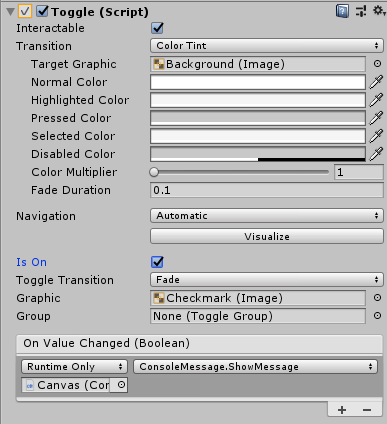 Toggle (Script)
Interactable
Transition Color Tint
Target Graphic Background (Image)
Normal Color
Highlighted Color
Pressed Color
Selected Color
Disabled Color
Color Multiplier 1
Fade Duration 0.1
Navigation Automatic
Visualize
Is On
Toggle Transition Fade
Graphic Checkmark (Image)
Group None (Toggle Group)
On Value Changed (Boolean)
Runtime Only ConsoleMessage.ShowMessage
Canvas (Cor